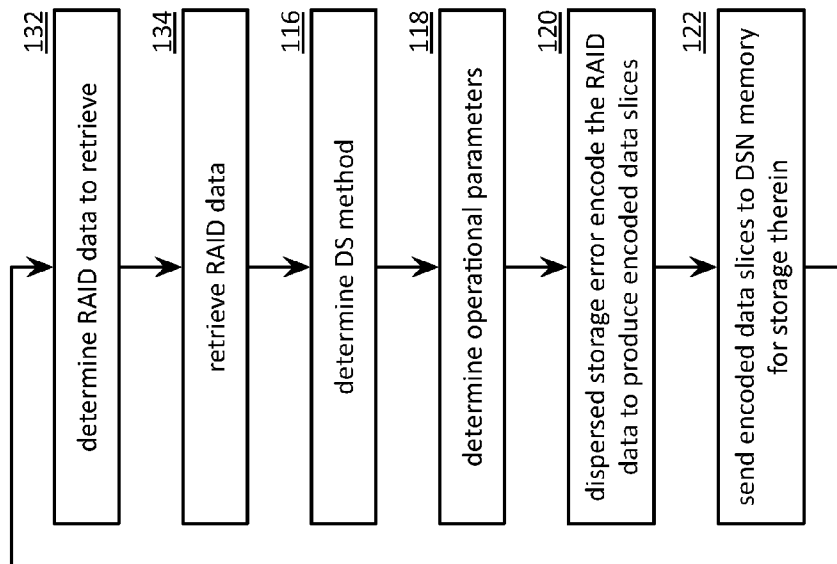 132
determine RAID data to retrieve
134
retrieve RAID data
116
determine DS method
118
determine operational parameters
120
dispersed storage error encode the RAID
data to produce encoded data slices
122
send encoded data slices to DSN memory
for storage therein